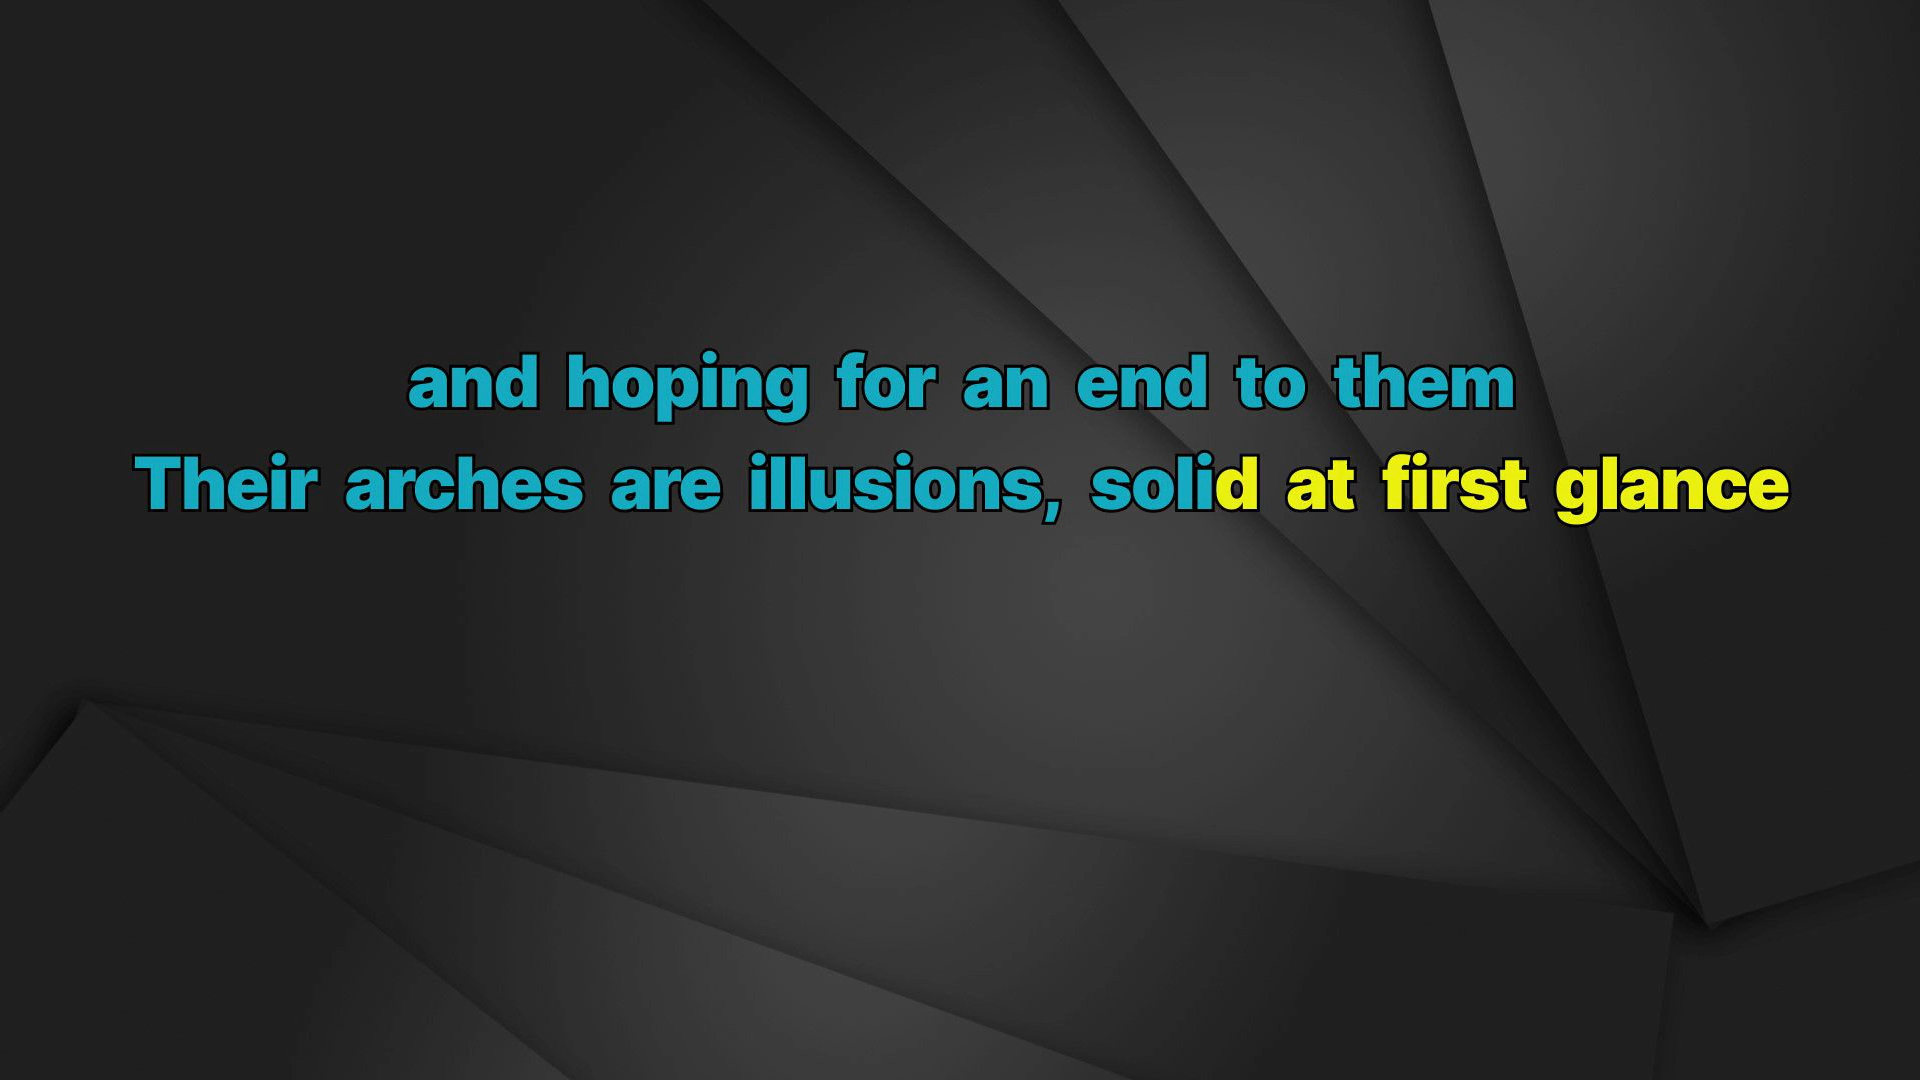 and hoping for an end to them
Their arches are illusions, solid at first glance